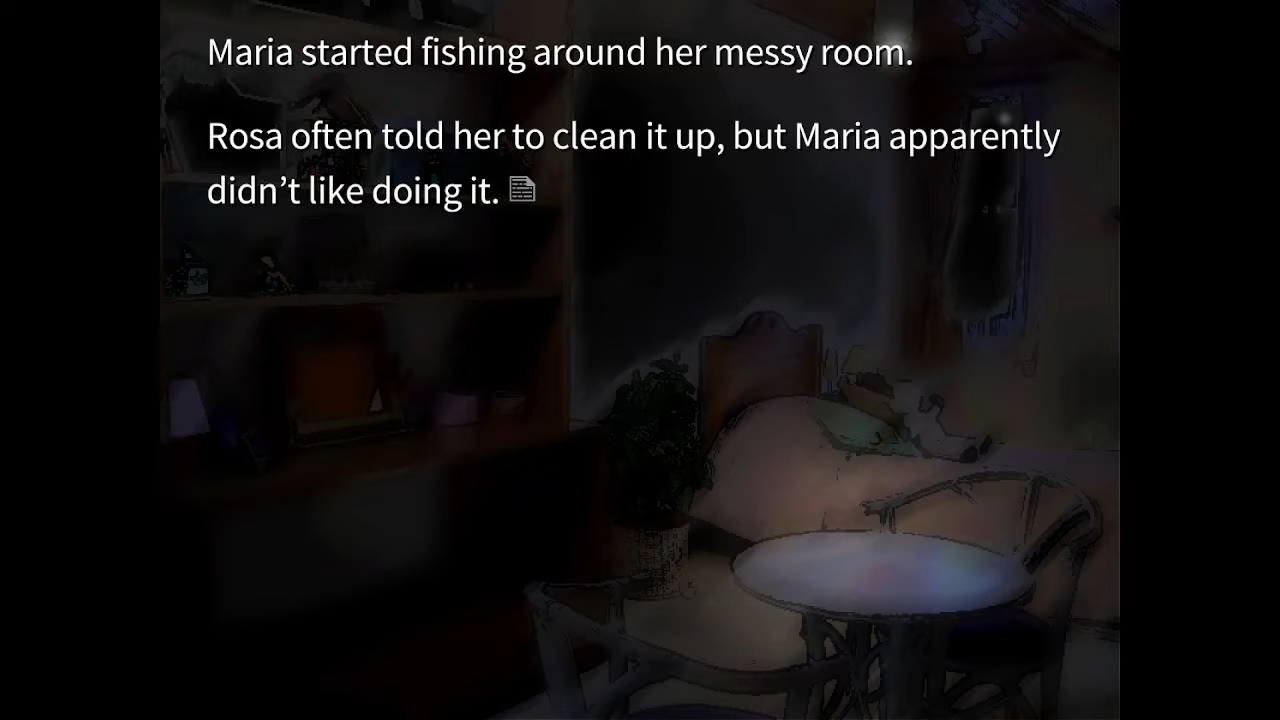 Maria started fishing around her messy room.
Rosa often told her to clean it up, but Maria apparently
didn’t like doing it.